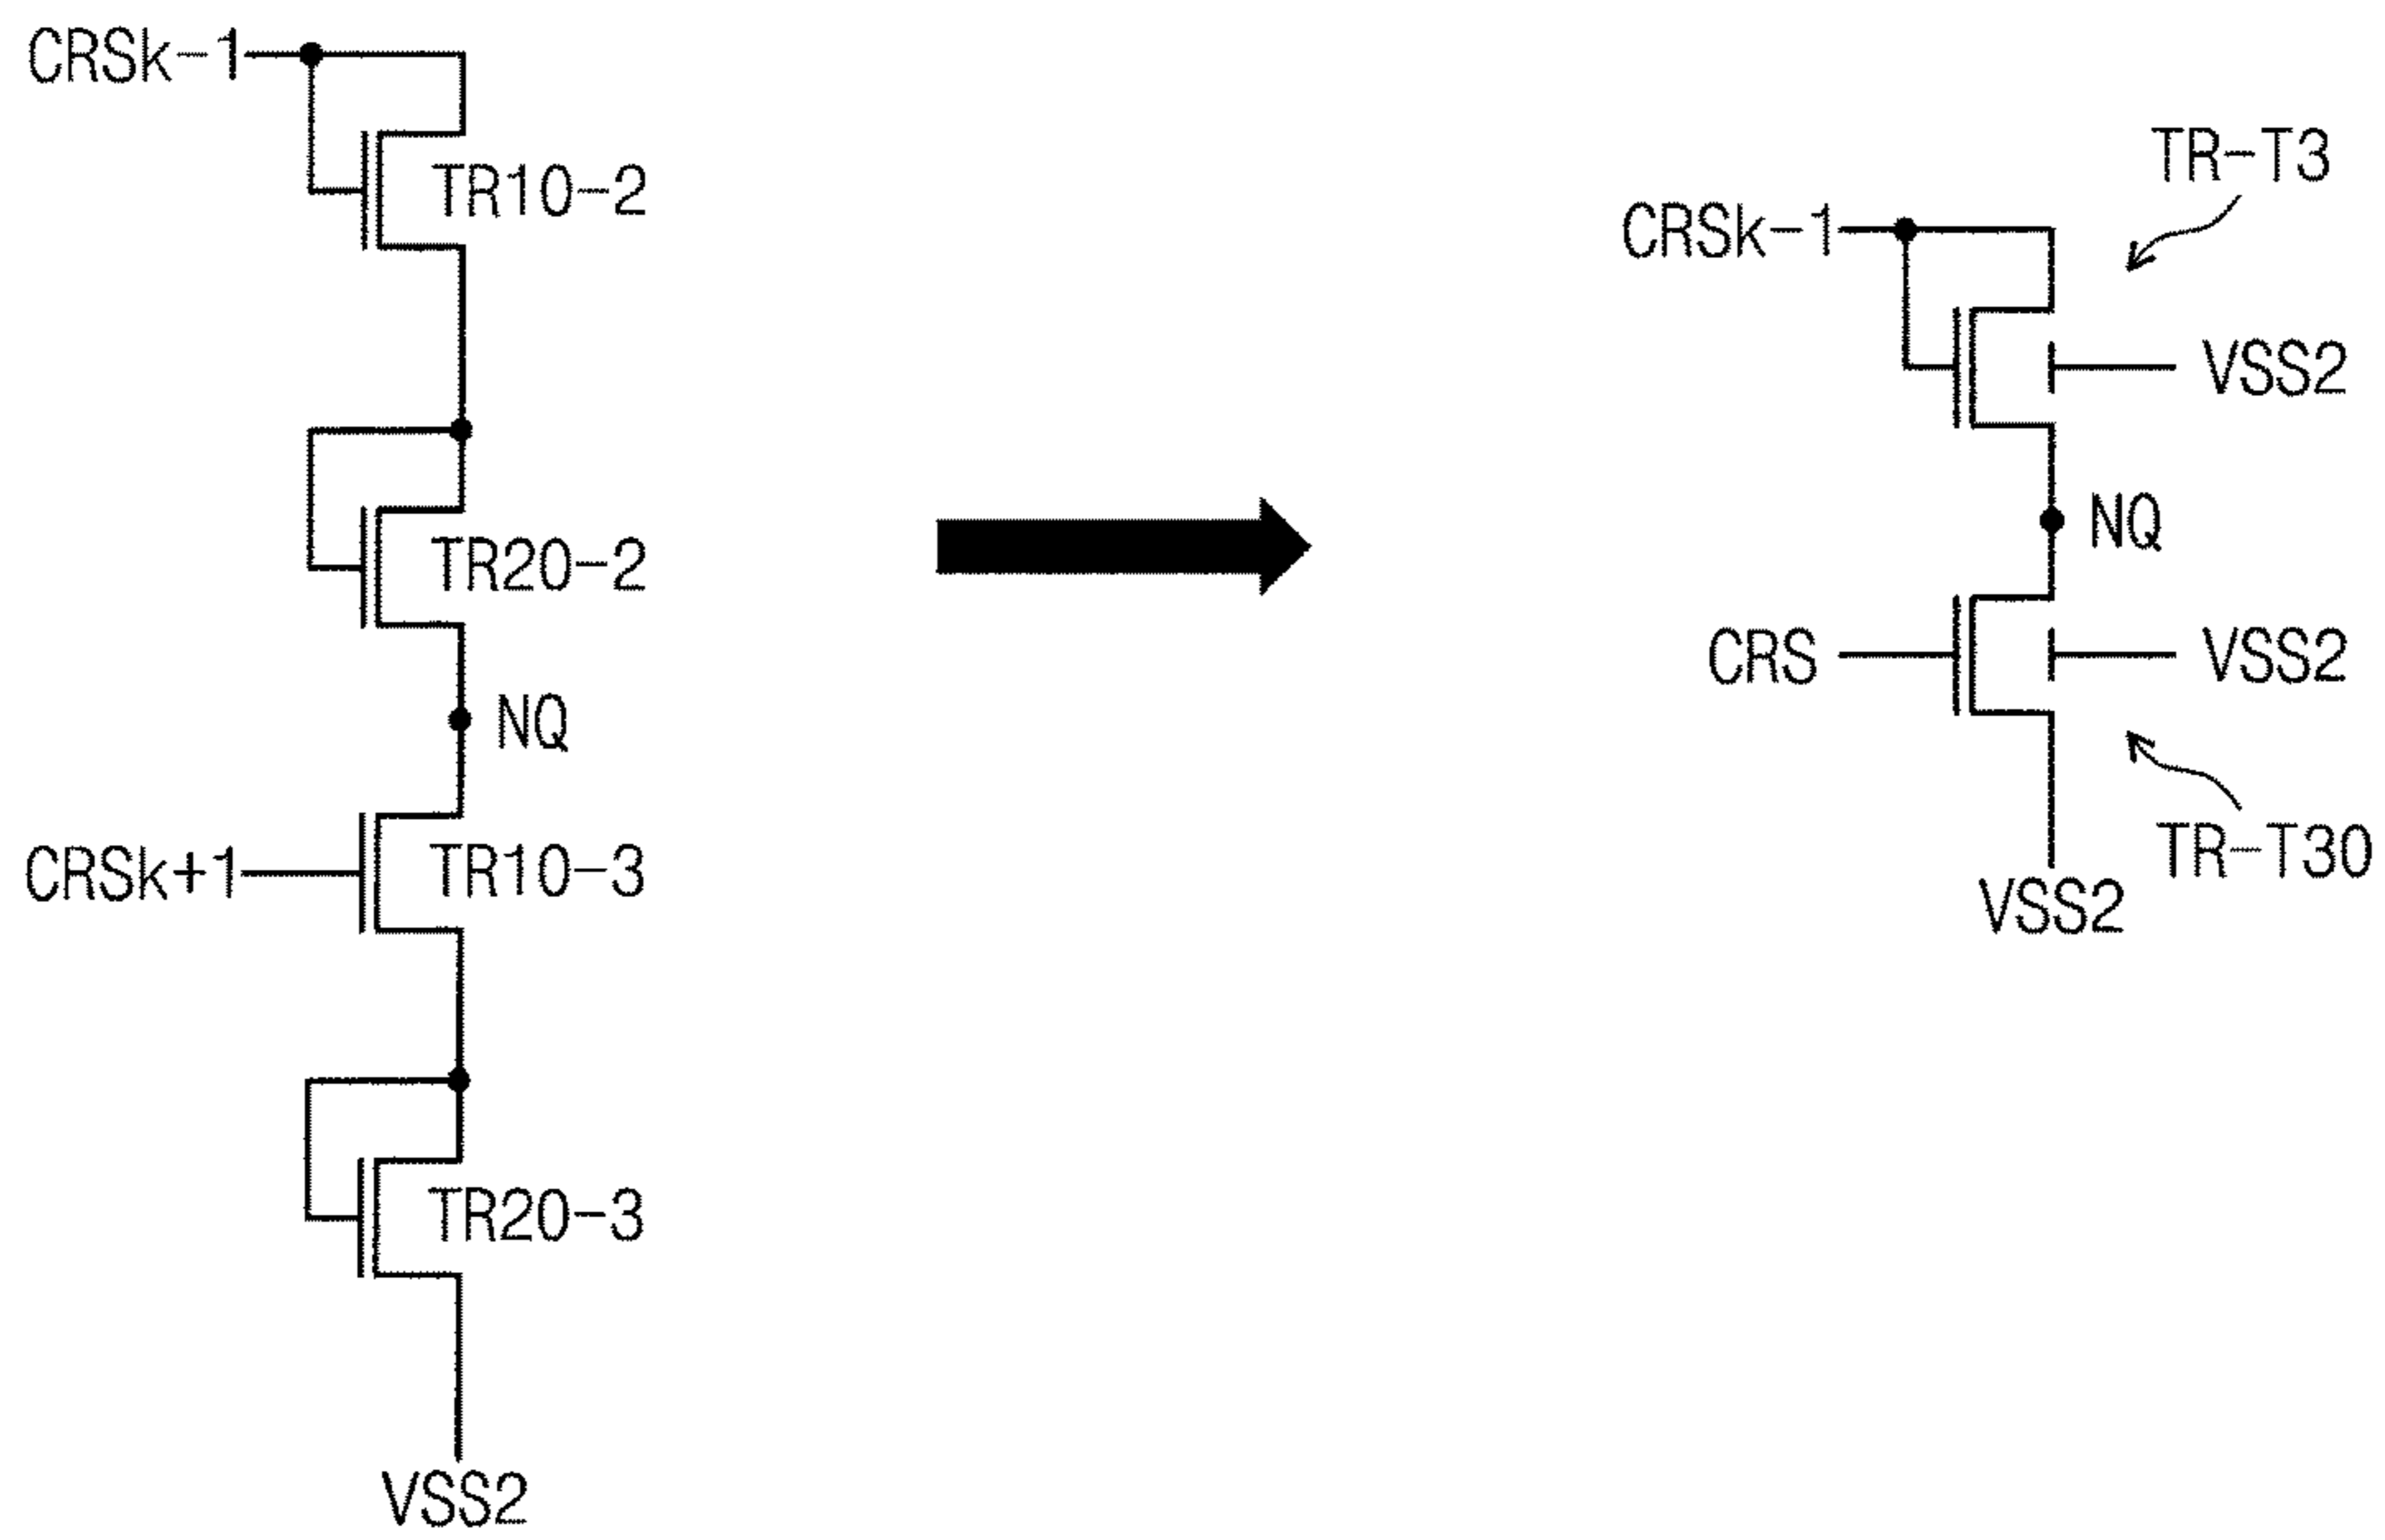 CRSk-1
TR10-2
TR20-2
NQ
CRSk+1
TR10-3
TR20-3
VSS2
TR-T3
CRSk-1
VSS2
NQ
CRS
VSS2
TR-T30
VSS2